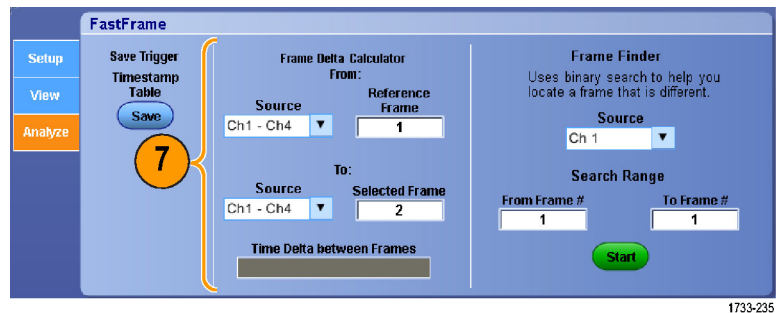 FastFrame
Setup
View
Analyze
Save Trigger
Timestamp
Table
Save
7
Frame Delta Calculator
From:
Source
Reference
Frame
Ch1 - Ch4
1
To:
Source
Selected Frame
Ch1 - Ch4
2
Time Delta between Frames
Frame Finder
Uses binary search to help you
locate a frame that is different.
Source
Ch 1
Search Range
From Frame #
To Frame #
1
1
Start
1733-235